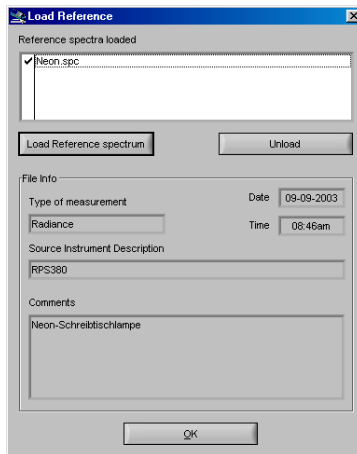 Load Reference
Reference spectra loaded
Neon.spc
Load Reference spectrum
Unload
File Info
Type of measurement
Date 09-09-2003
Radiance
Time 08:46am
Source Instrument Description
RPS380
Comments
Neon-Schreibtischlampe
OK